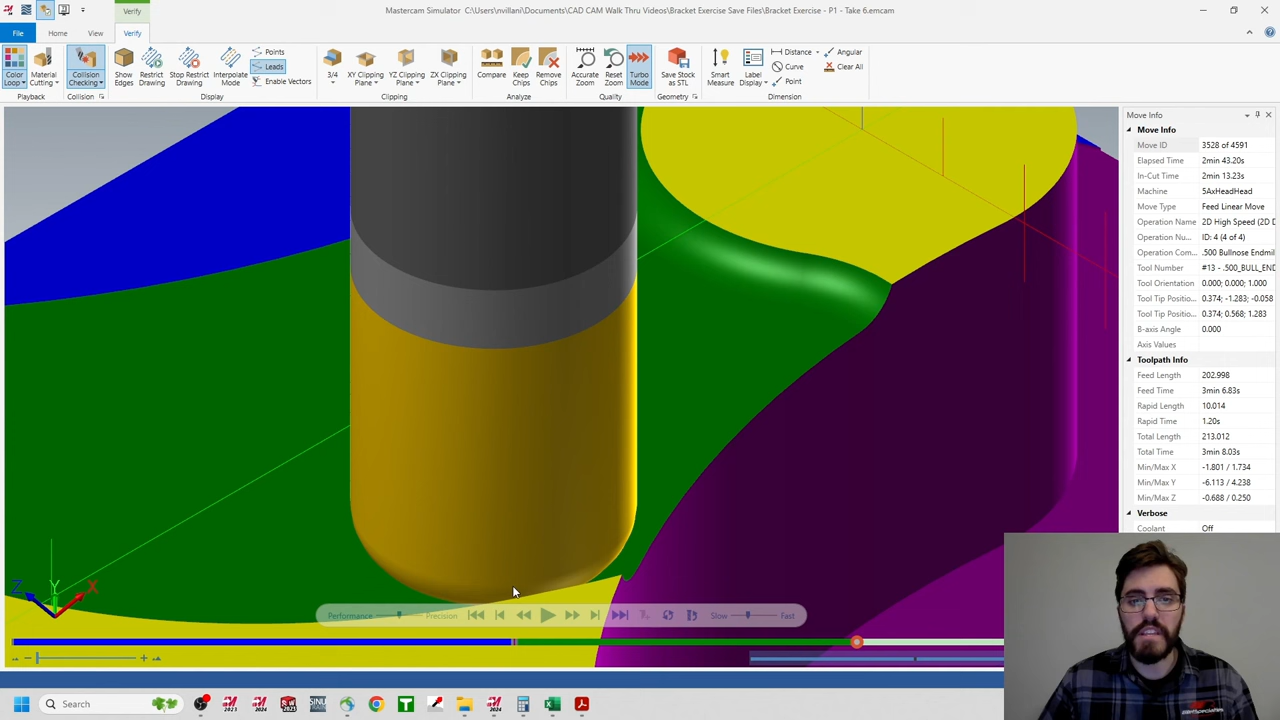 Verify
Mastercam Simulator C:\Users\nvillani\Documents\CAD CAM Walk Thru Videos\Bracket Exercise Save Files\Bracket Exercise - P1 - Take 6.emcam
File Home View Verify
Color Loop
Material Cutting
Collision Checking
Show Edges
Restrict Drawing
Stop Restrict Drawing
Interpolate Mode
Points
Leads
Enable Vectors
3/4
XY Clipping Plane
YZ Clipping Plane
ZX Clipping Plane
Compare
Keep Chips
Remove Chips
Accurate Zoom
Reset Zoom
Turbo Mode
Save Stock as STL
Smart Measure
Label Display
Distance
Curve
Point
Angular
Clear All
Playback Collision Display Clipping Analyze Quality Geometry Dimension
Move Info
Move Info
Move ID 3528 of 4591
Elapsed Time 2min 43.20s
In-Cut Time 2min 13.23s
Machine 5AxHeadHead
Move Type Feed Linear Move
Operation Name 2D High Speed (2D D
Operation Nu... ID: 4 (4 of 4)
Operation Com... .500 Bullnose Endmil
Tool Number #13 - .500_BULL_END
Tool Orientation 0.000; 0.000; 1.000
Tool Tip Positio... 0.374; -1.283; -0.058
Tool Tip Positio... 0.374; 0.568; 1.283
B-axis Angle 0.000
Axis Values
Toolpath Info
Feed Length 202.998
Feed Time 3min 6.83s
Rapid Length 10.014
Rapid Time 1.20s
Total Length 213.012
Total Time 3min 8.03s
Min/Max X -1.801 / 1.734
Min/Max Y -6.113 / 4.238
Min/Max Z -0.688 / 0.250
Verbose
Coolant Off
Z Y X
Performance Precision Slow Fast
Search
2023 2024 2023 2024